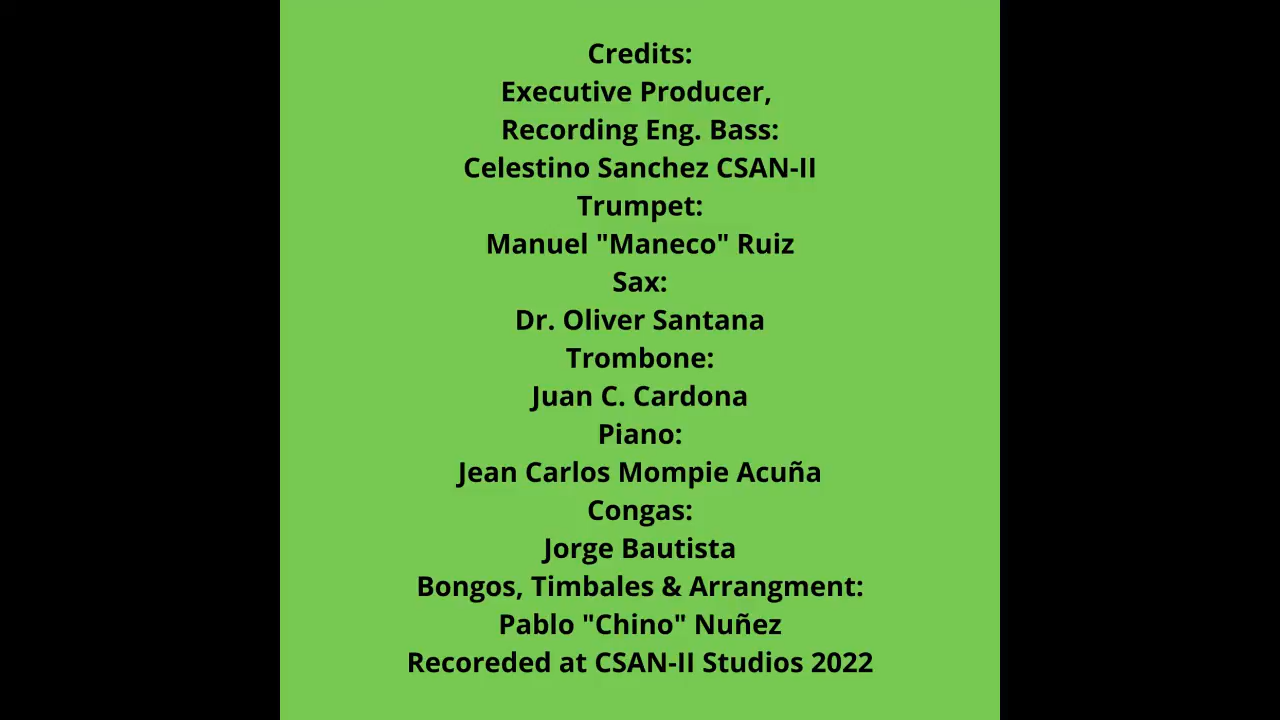 Credits:
Executive Producer,
Recording Eng. Bass:
Celestino Sanchez CSAN-II
Trumpet:
Manuel "Maneco" Ruiz
Sax:
Dr. Oliver Santana
Trombone:
Juan C. Cardona
Piano:
Jean Carlos Mompie Acuña
Congas:
Jorge Bautista
Bongos, Timbales & Arrangment:
Pablo "Chino" Nuñez
Recoreded at CSAN-II Studios 2022